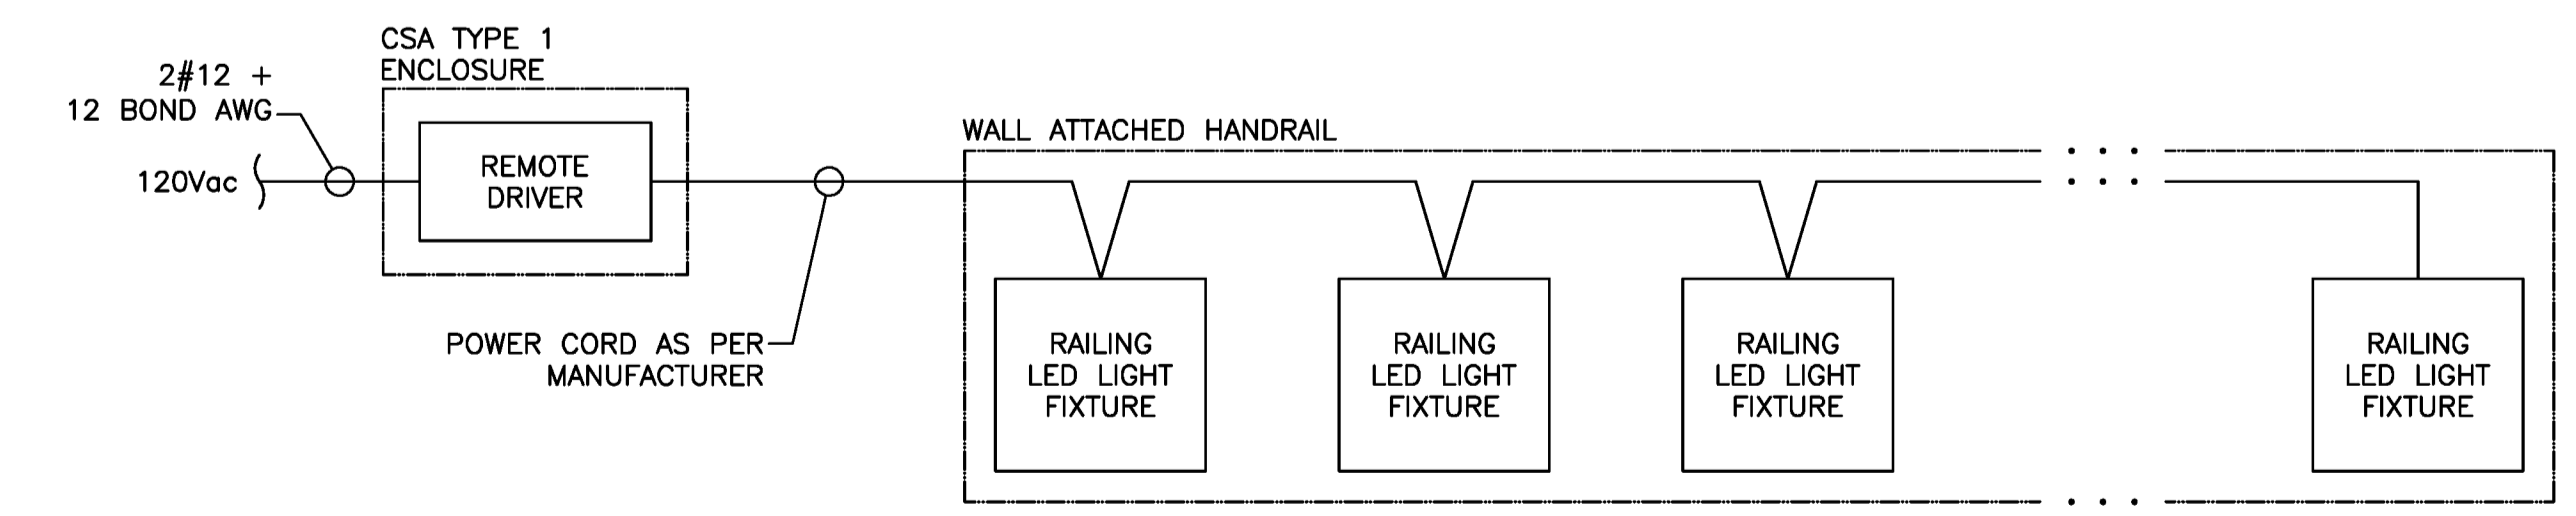 CSA TYPE 1
ENCLOSURE
2#12 +
12 BOND AWG
120Vac
REMOTE
DRIVER
POWER CORD AS PER
MANUFACTURER
WALL ATTACHED HANDRAIL
RAILING
LED LIGHT
FIXTURE
RAILING
LED LIGHT
FIXTURE
RAILING
LED LIGHT
FIXTURE
RAILING
LED LIGHT
FIXTURE